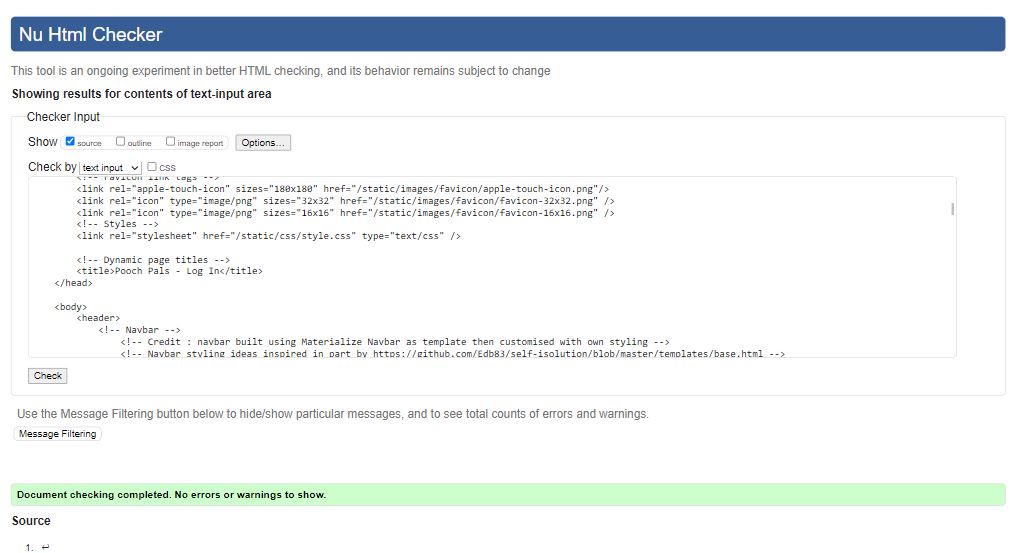 Nu Html Checker
This tool is an ongoing experiment in better HTML checking, and its behavior remains subject to change
Showing results for contents of text-input area
Checker Input
Show source outline image report Options...
Check by text input css
<!-- Favicon link tags -->
<link rel="apple-touch-icon" sizes="180x180" href="/static/images/favicon/apple-touch-icon.png"/>
<link rel="icon" type="image/png" sizes="32x32" href="/static/images/favicon/favicon-32x32.png" />
<link rel="icon" type="image/png" sizes="16x16" href="/static/images/favicon/favicon-16x16.png" />
<!-- Styles -->
<link rel="stylesheet" href="/static/css/style.css" type="text/css" />
<!-- Dynamic page titles -->
<title>Pooch Pals - Log In</title>
</head>
<body>
<header>
<!-- Navbar -->
<!-- Credit : navbar built using Materialize Navbar as template then customised with own styling -->
<!-- Navbar styling ideas inspired in part by https://github.com/Edb83/self-isolution/blob/master/templates/base.html -->
Check
Use the Message Filtering button below to hide/show particular messages, and to see total counts of errors and warnings.
Message Filtering
Document checking completed. No errors or warnings to show.
Source
1. ↩